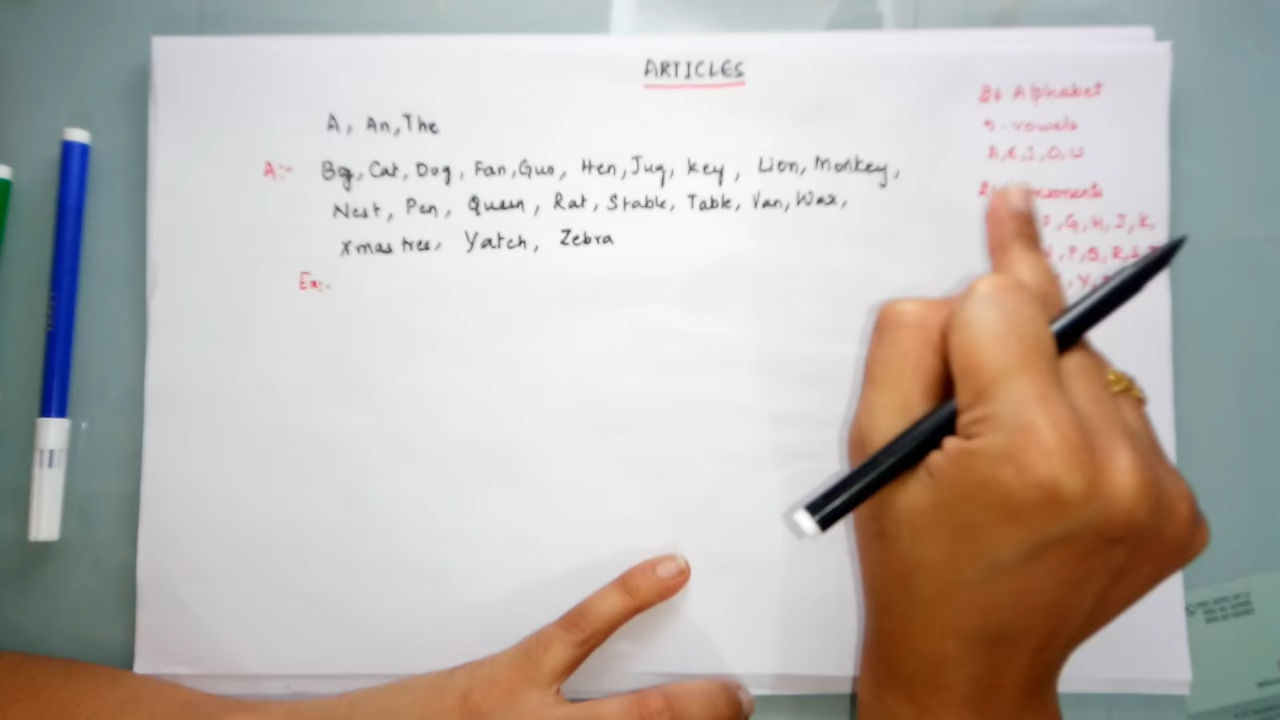 ARTICLES
A, An, The
A:- Bag, Cat, Dog, Fan, Gun, Hen, Jug, key, Lion, Monkey,
Nest, Pen, Queen, Rat, Stable, Table, Van, Wax,
Xmas tree, Yatch, Zebra
Ex:-
26 Alphabet
5-vowels
A, E, I, O, U
G, H, J, K,
P, Q, R, S, T